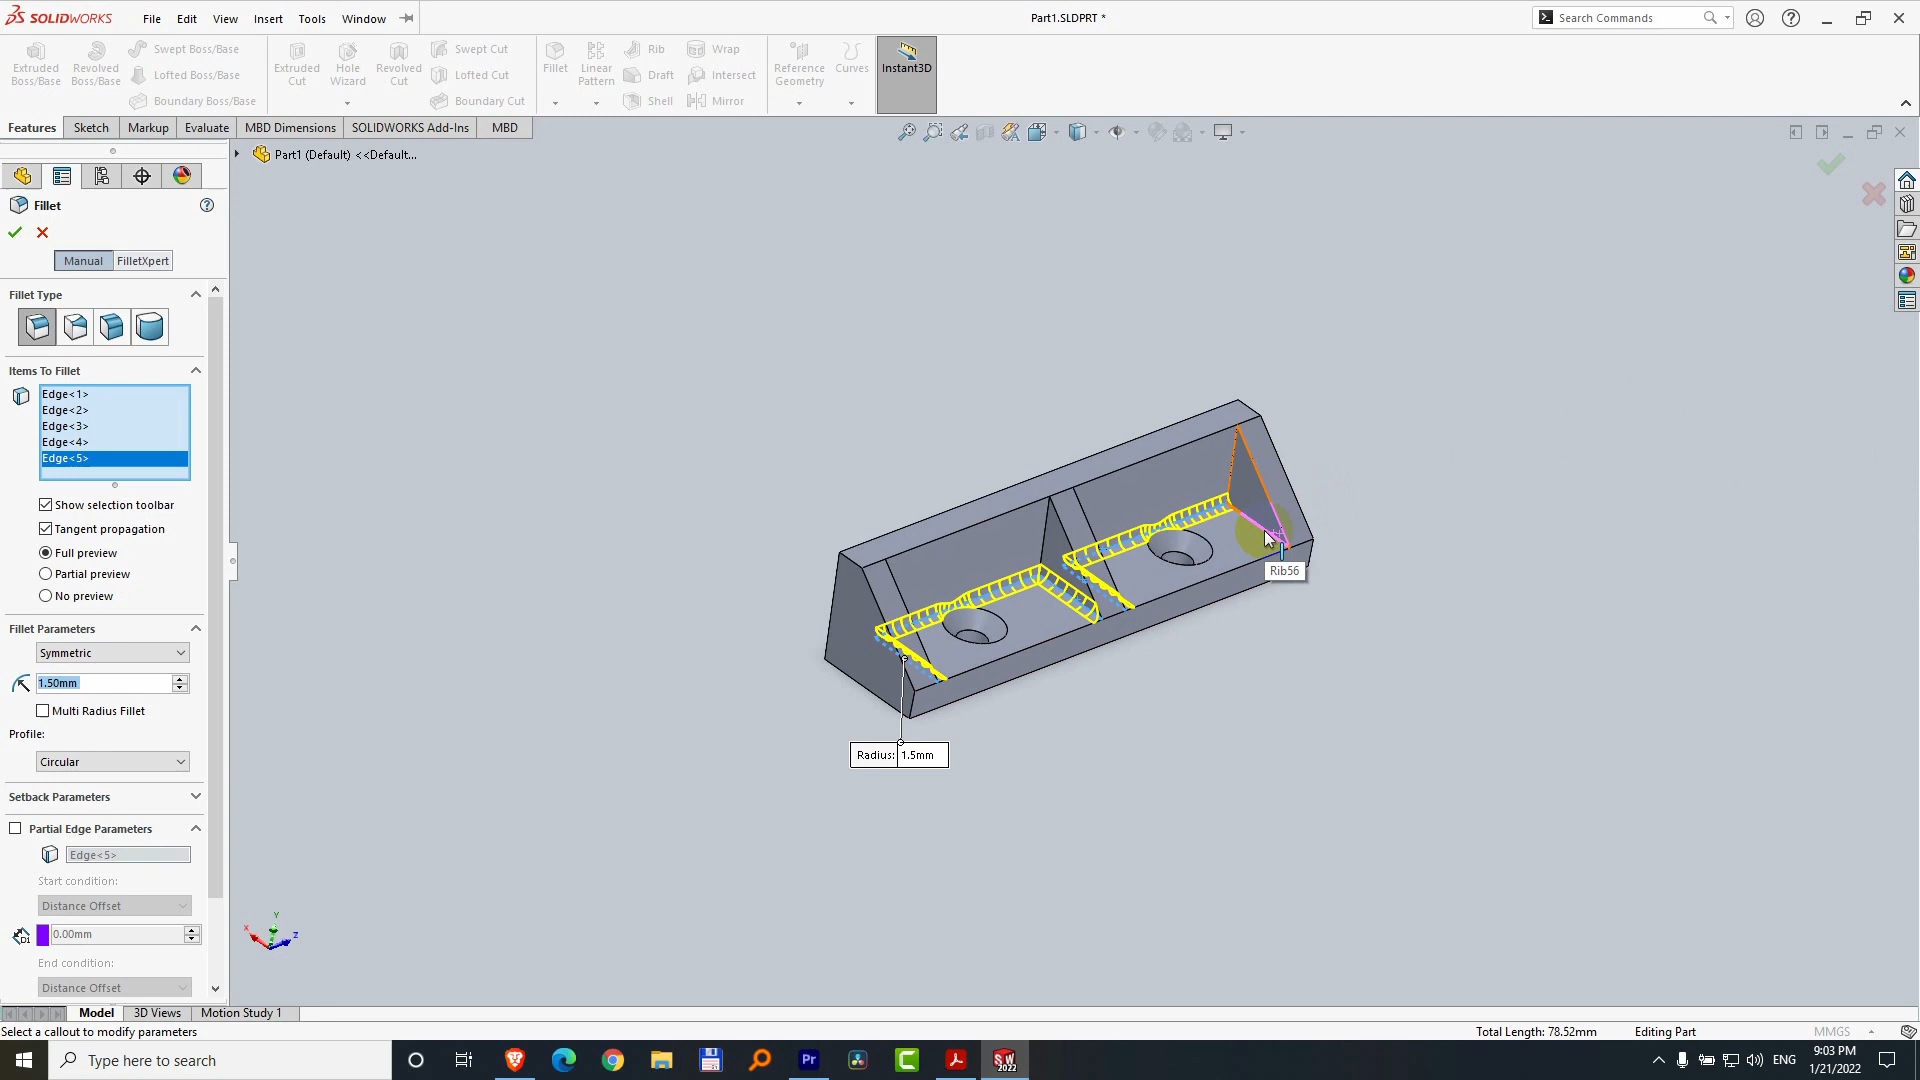 SOLIDWORKS File Edit View Insert Tools Window Part1.SLDPRT * Search Commands
Extruded Boss/Base
Revolved Boss/Base
Swept Boss/Base
Lofted Boss/Base
Boundary Boss/Base
Extruded Cut
Hole Wizard
Revolved Cut
Swept Cut
Lofted Cut
Boundary Cut
Fillet
Linear Pattern
Rib
Draft
Shell
Wrap
Intersect
Mirror
Reference Geometry
Curves
Instant3D
Features Sketch Markup Evaluate MBD Dimensions SOLIDWORKS Add-Ins MBD
Part1 (Default) <<Default...
Fillet
Manual FilletXpert
Fillet Type
Items To Fillet
Edge<1>
Edge<2>
Edge<3>
Edge<4>
Edge<5>
Show selection toolbar
Tangent propagation
Full preview
Partial preview
No preview
Fillet Parameters
Symmetric
1.50mm
Multi Radius Fillet
Profile:
Circular
Setback Parameters
Partial Edge Parameters
Edge<5>
Start condition:
Distance Offset
0.00mm
End condition:
Distance Offset
Rib56
Radius: 1.5mm
Y
X
Z
Model 3D Views Motion Study 1
Select a callout to modify parameters Total Length: 78.52mm Editing Part MMGS
Type here to search
Pr
SW
2022
ENG
9:03 PM
1/21/2022